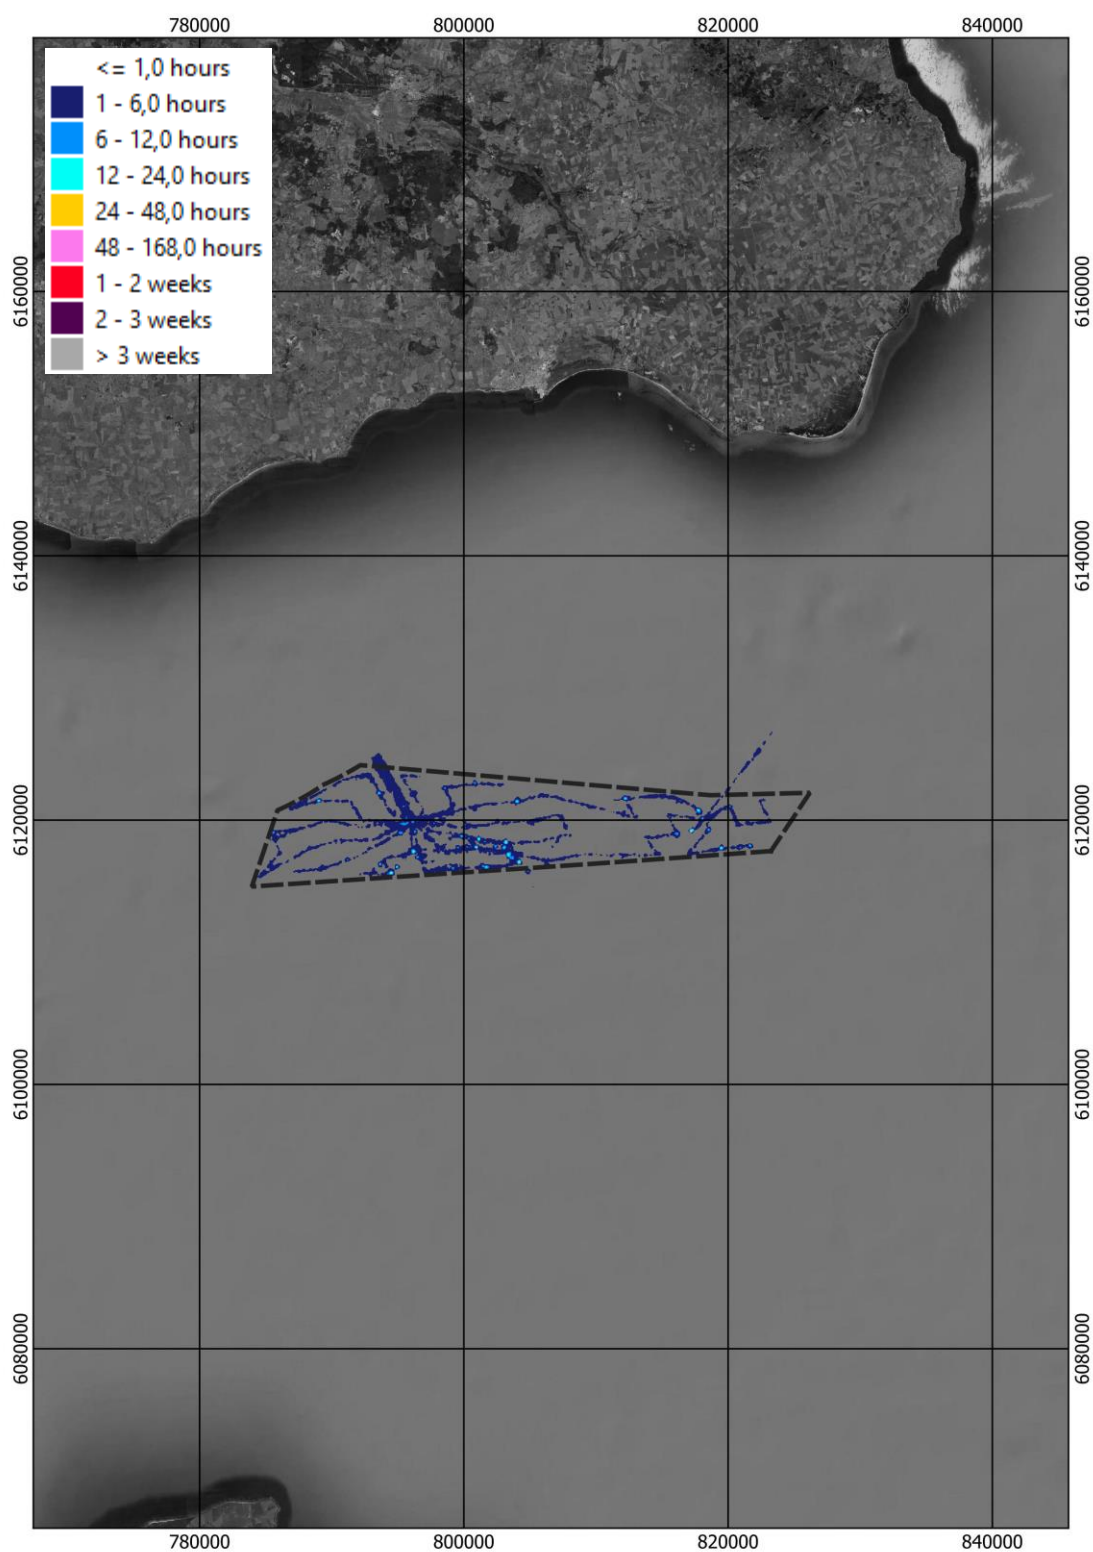 780000 800000 820000 840000
<= 1,0 hours
1 - 6,0 hours
6 - 12,0 hours
12 - 24,0 hours
24 - 48,0 hours
48 - 168,0 hours
1 - 2 weeks
2 - 3 weeks
> 3 weeks
6160000 6160000
6140000 6140000
6120000 6120000
6100000 6100000
6080000 6080000
780000 800000 820000 840000